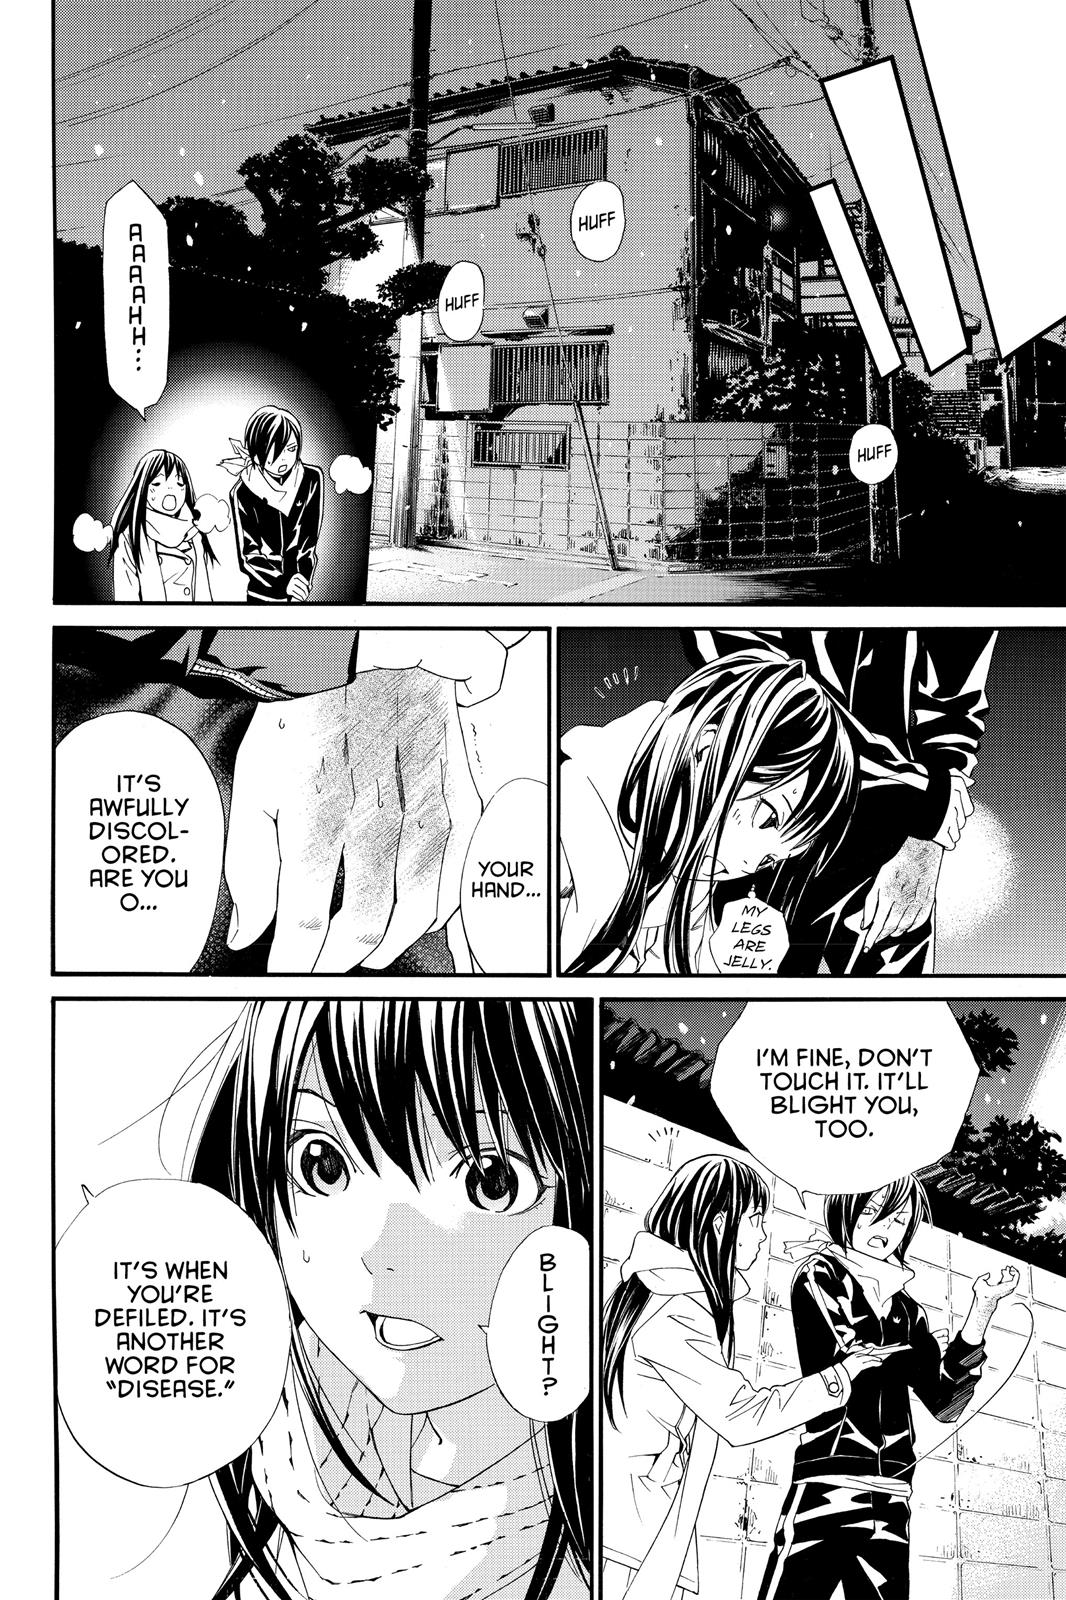 HUFF
HUFF
HUFF
AAAAHH...
MY
LEGS
ARE
JELLY.
YOUR
HAND...
IT'S
AWFULLY
DISCOL-
ORED.
ARE YOU
O...
I'M FINE, DON'T
TOUCH IT. IT'LL
BLIGHT YOU,
TOO.
BLIGHT?
IT'S WHEN
YOU'RE
DEFILED. IT'S
ANOTHER
WORD FOR
"DISEASE."